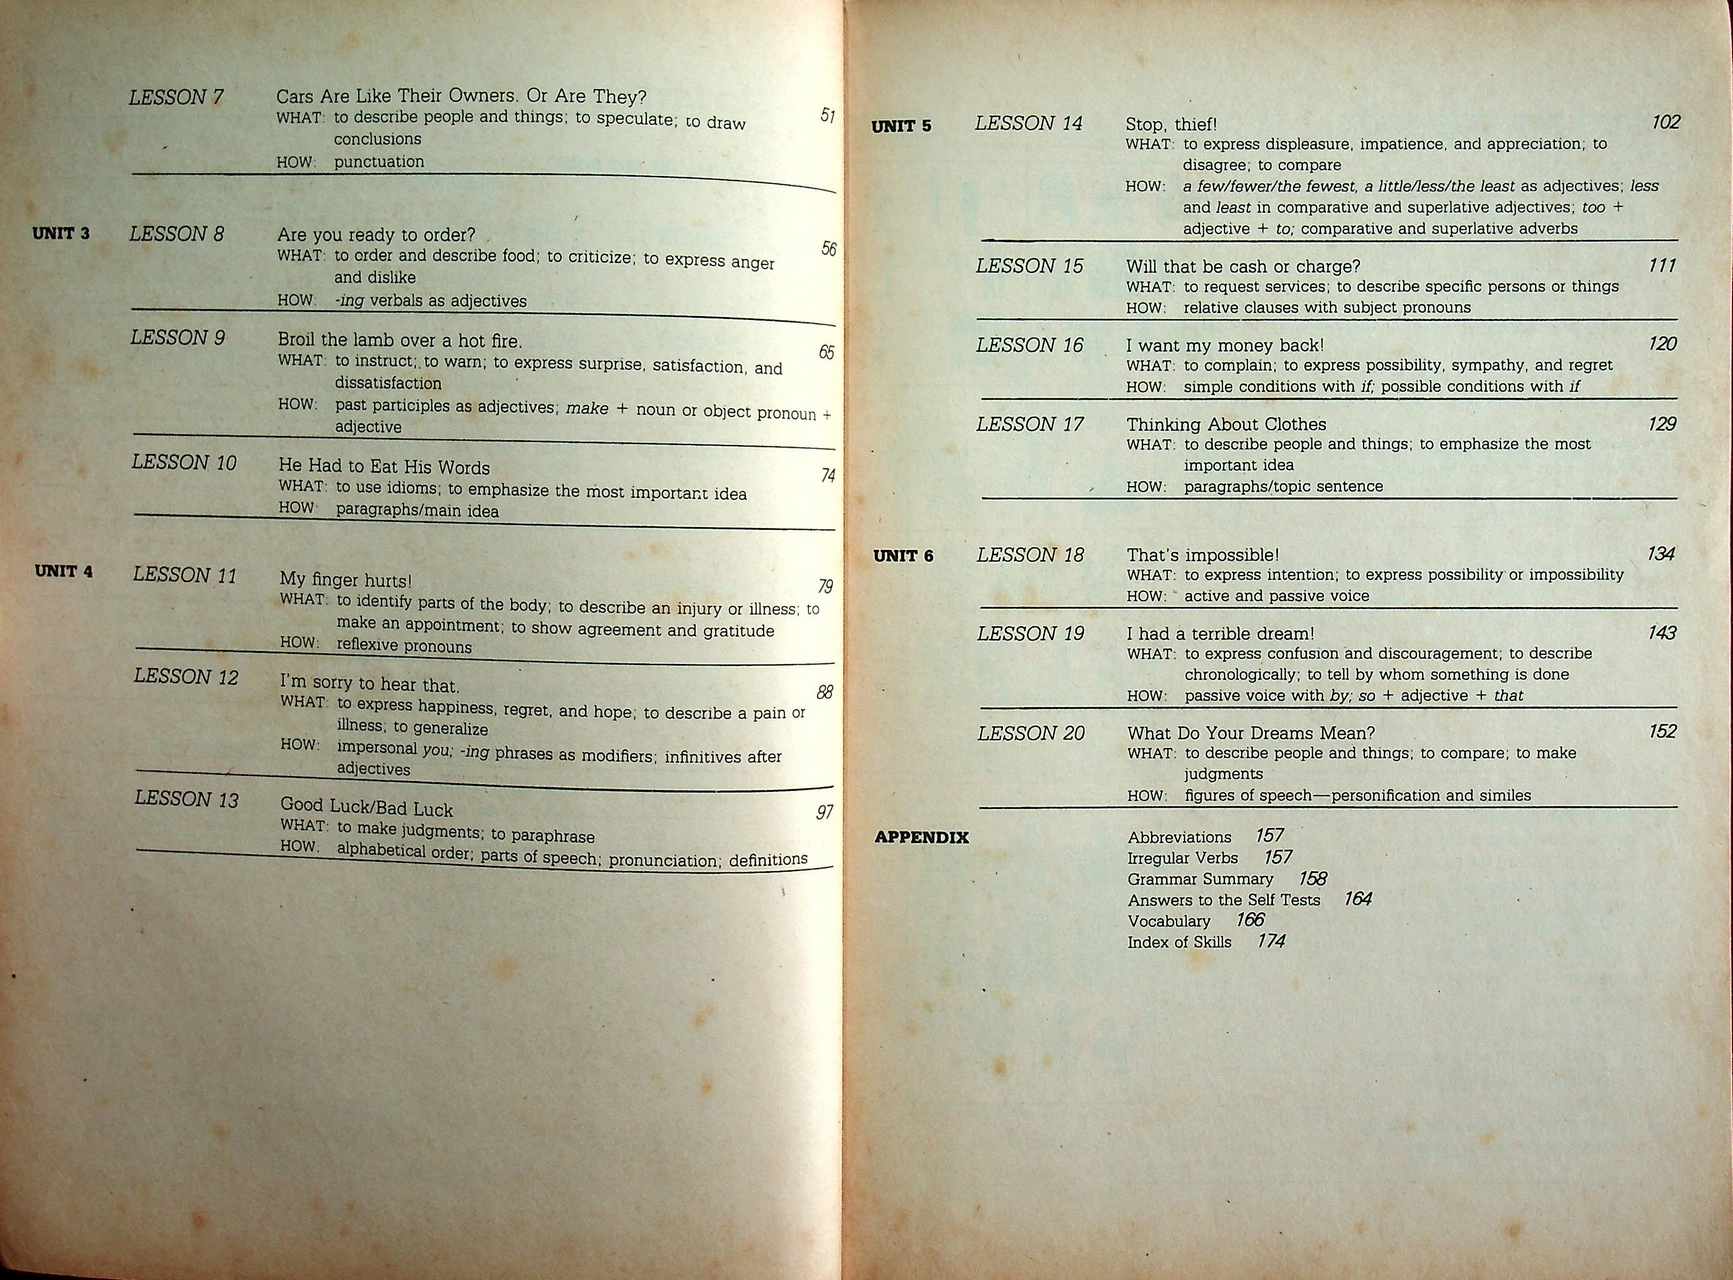 LESSON 7 Cars Are Like Their Owners. Or Are They? 51
WHAT: to describe people and things; to speculate; to draw
conclusions
HOW: punctuation
UNIT 3 LESSON 8 Are you ready to order? 56
WHAT: to order and describe food; to criticize; to express anger
and dislike
HOW: -ing verbals as adjectives
LESSON 9 Broil the lamb over a hot fire. 65
WHAT: to instruct; to warn; to express surprise, satisfaction, and
dissatisfaction
HOW: past participles as adjectives; make + noun or object pronoun +
adjective
LESSON 10 He Had to Eat His Words 74
WHAT: to use idioms; to emphasize the most important idea
HOW: paragraphs/main idea
UNIT 4 LESSON 11 My finger hurts! 79
WHAT: to identify parts of the body; to describe an injury or illness; to
make an appointment; to show agreement and gratitude
HOW: reflexive pronouns
LESSON 12 I'm sorry to hear that. 88
WHAT: to express happiness, regret, and hope; to describe a pain or
illness; to generalize
HOW: impersonal you; -ing phrases as modifiers; infinitives after
adjectives
LESSON 13 Good Luck/Bad Luck 97
WHAT: to make judgments; to paraphrase
HOW: alphabetical order; parts of speech; pronunciation; definitions
UNIT 5 LESSON 14 Stop, thief! 102
WHAT: to express displeasure, impatience, and appreciation; to
disagree; to compare
HOW: a few/fewer/the fewest, a little/less/the least as adjectives; less
and least in comparative and superlative adjectives; too +
adjective + to; comparative and superlative adverbs
LESSON 15 Will that be cash or charge? 111
WHAT: to request services; to describe specific persons or things
HOW: relative clauses with subject pronouns
LESSON 16 I want my money back! 120
WHAT: to complain; to express possibility, sympathy, and regret
HOW: simple conditions with if; possible conditions with if
LESSON 17 Thinking About Clothes 129
WHAT: to describe people and things; to emphasize the most
important idea
HOW: paragraphs/topic sentence
UNIT 6 LESSON 18 That's impossible! 134
WHAT: to express intention; to express possibility or impossibility
HOW: active and passive voice
LESSON 19 I had a terrible dream! 143
WHAT: to express confusion and discouragement; to describe
chronologically; to tell by whom something is done
HOW: passive voice with by; so + adjective + that
LESSON 20 What Do Your Dreams Mean? 152
WHAT: to describe people and things; to compare; to make
judgments
HOW: figures of speech—personification and similes
APPENDIX Abbreviations 157
Irregular Verbs 157
Grammar Summary 158
Answers to the Self Tests 164
Vocabulary 166
Index of Skills 174